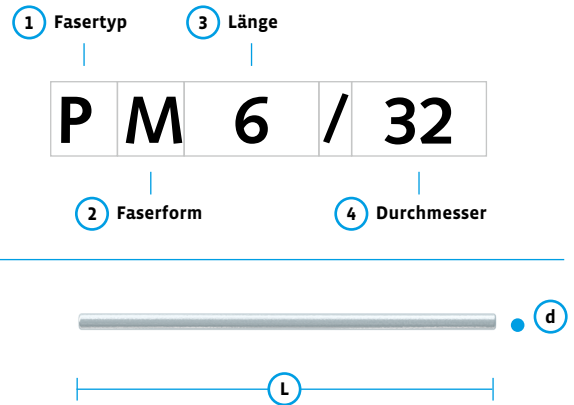 1 Fasertyp 3 Länge
P M 6 / 32
2 Faserform 4 Durchmesser
d
L